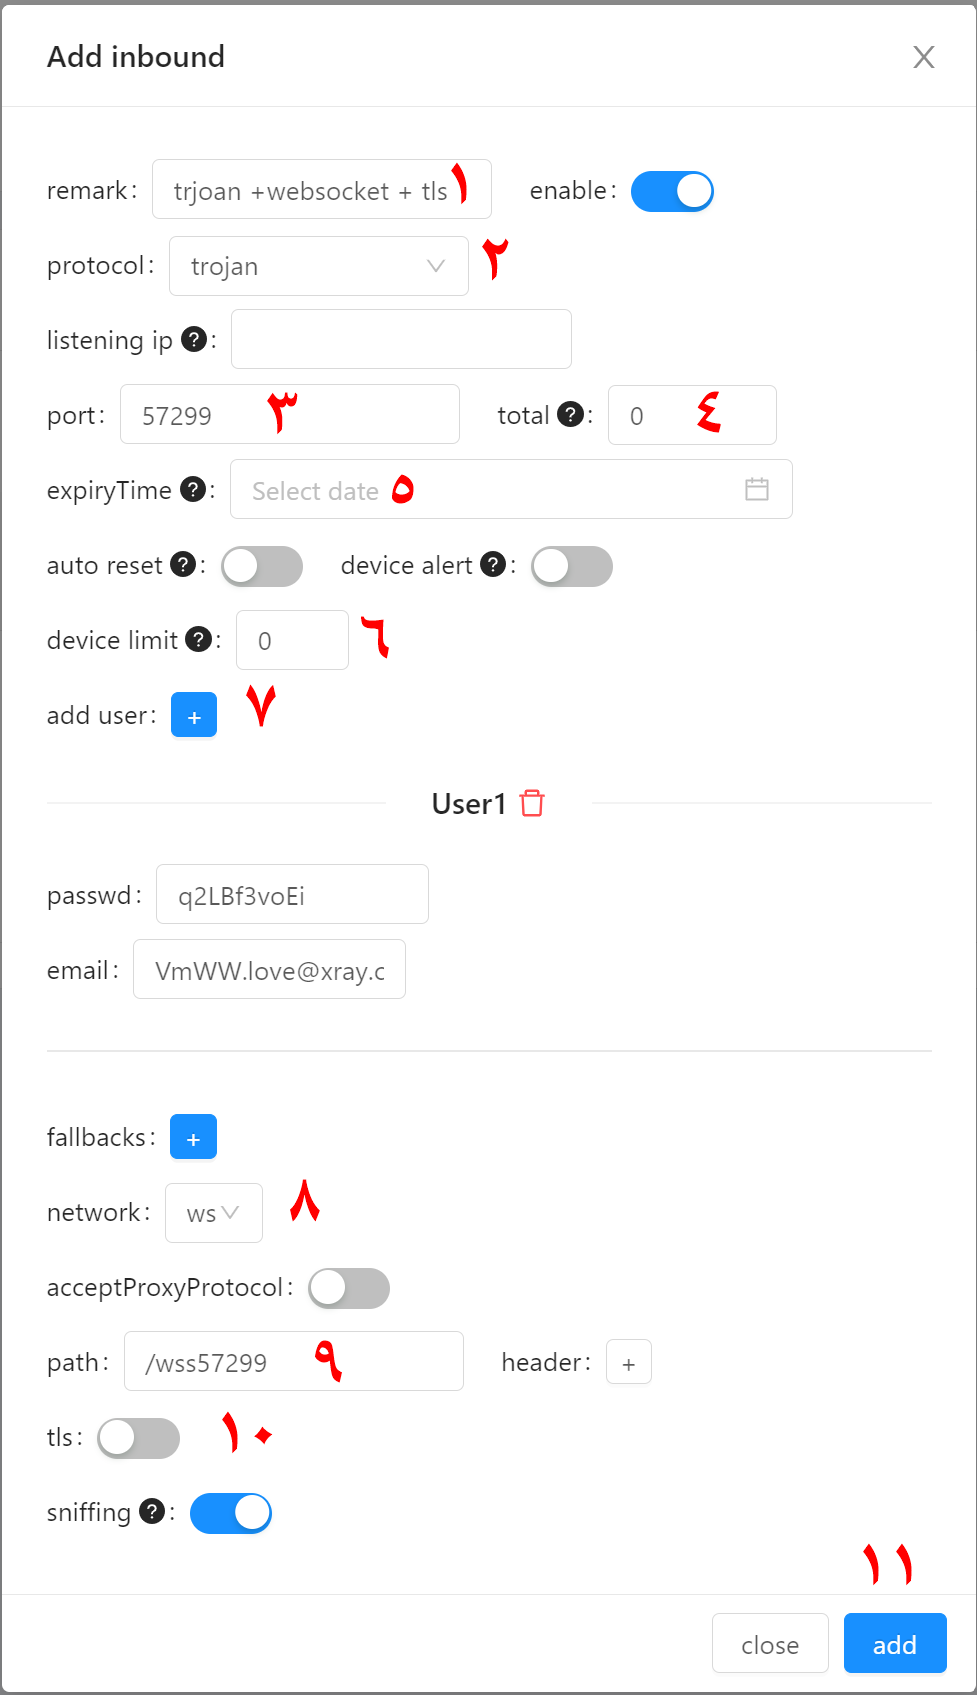 Add inbound
remark: trjoan +websocket + tls ١ enable:
protocol: trojan ٢
listening ip ? :
port: 57299 ٣ total ? : 0 ٤
expiryTime ? : Select date ٥
auto reset ? : device alert ? :
device limit ? : 0 ٦
add user: + ٧
User1
passwd: q2LBf3voEi
email: VmWW.love@xray.c
fallbacks: +
network: ws ٨
acceptProxyProtocol:
path: /wss57299 ٩ header: +
tls: ١٠
sniffing ? :
١١
close add